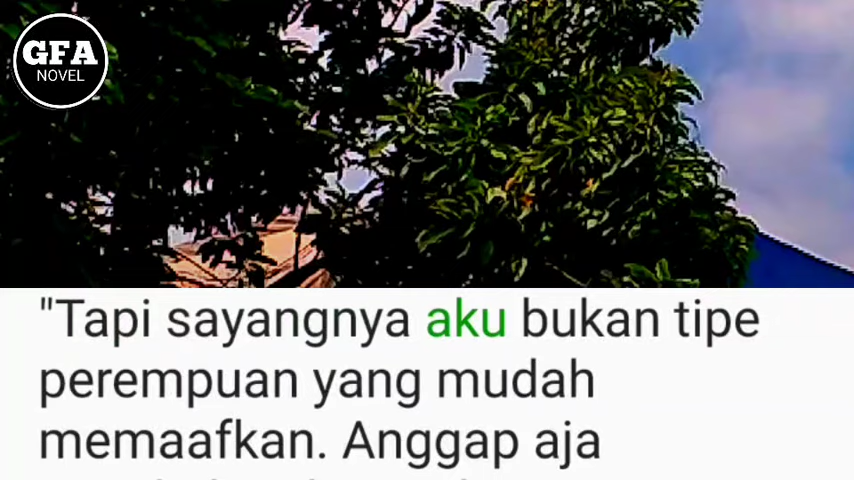 GFA
NOVEL
"Tapi sayangnya aku bukan tipe
perempuan yang mudah
memaafkan. Anggap aja